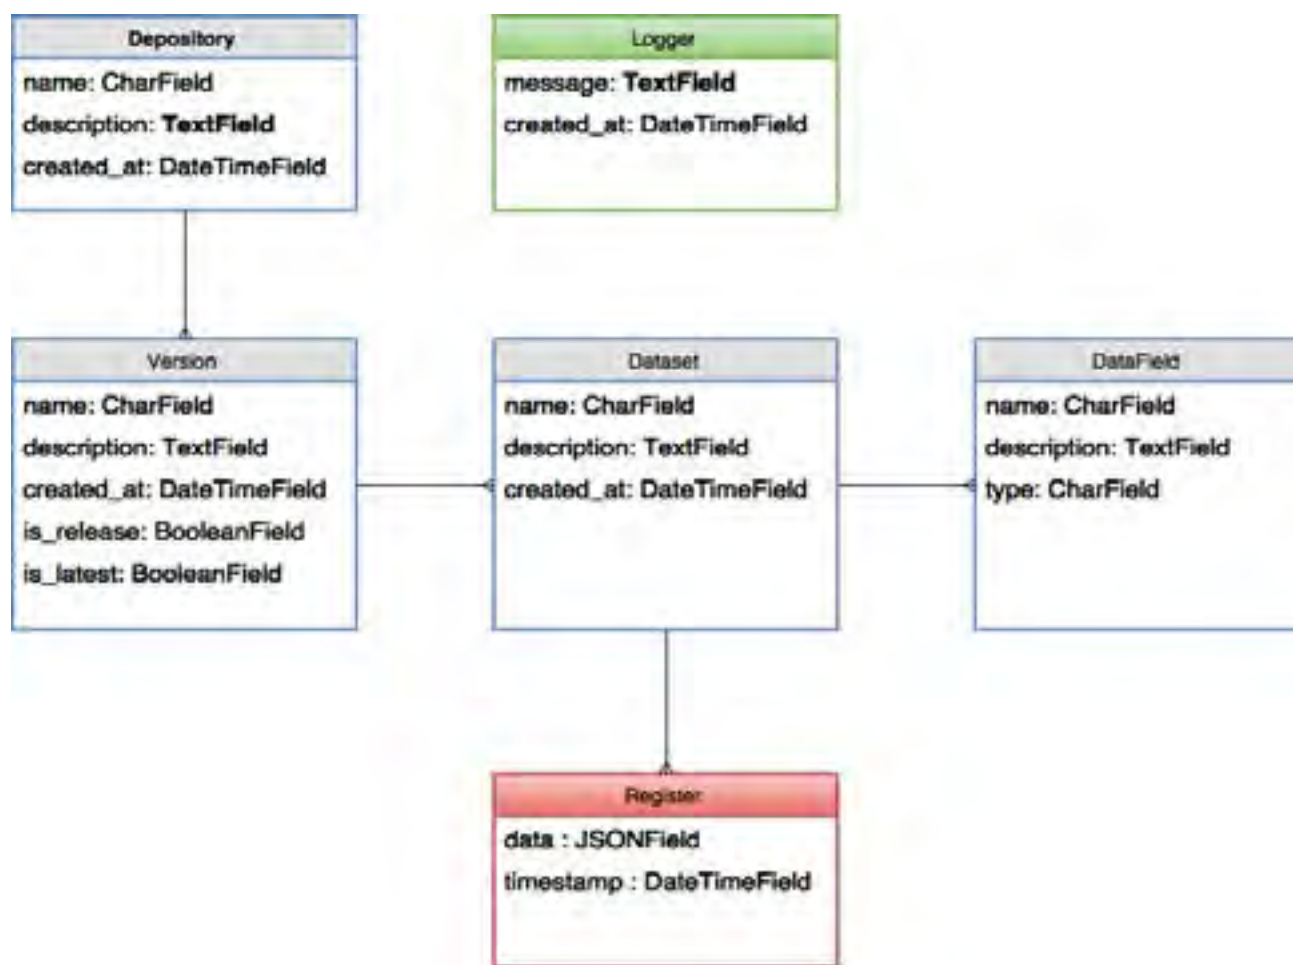 Depository
name: CharField
description: TextField
created_at: DateTimeField
Logger
message: TextField
created_at: DateTimeField
Version
name: CharField
description: TextField
created_at: DateTimeField
is_release: BooleanField
is_latest: BooleanField
Dataset
name: CharField
description: TextField
created_at: DateTimeField
DataField
name: CharField
description: TextField
type: CharField
Register
data : JSONField
timestamp : DateTimeField